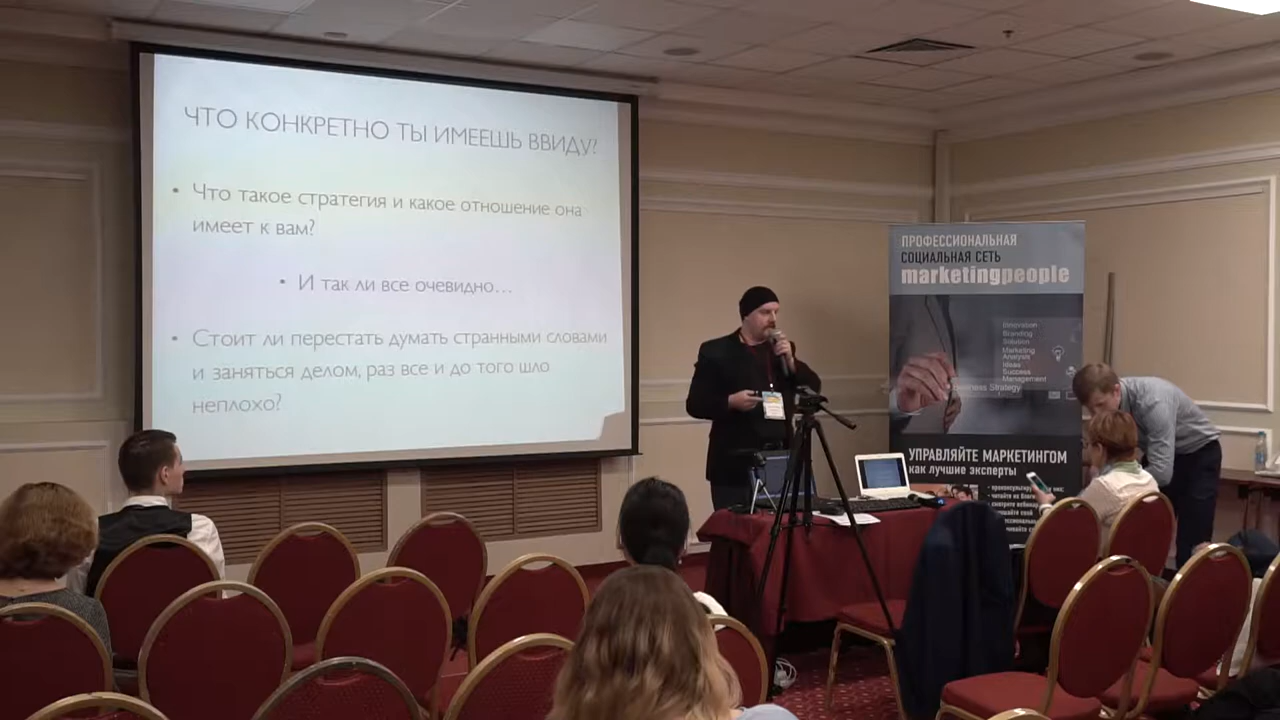 ЧТО КОНКРЕТНО ТЫ ИМЕЕШЬ ВВИДУ?
• Что такое стратегия и какое отношение она
имеет к вам?
• И так ли все очевидно...
• Стоит ли перестать думать странными словами
и заняться делом, раз все и до того шло
неплохо?
ПРОФЕССИОНАЛЬНАЯ
СОЦИАЛЬНАЯ СЕТЬ
marketingpeople
Innovation
Branding
Solution
Marketing
Analysis
Ideas
Success
Management
Business Strategy
УПРАВЛЯЙТЕ МАРКЕТИНГОМ
как лучшие эксперты